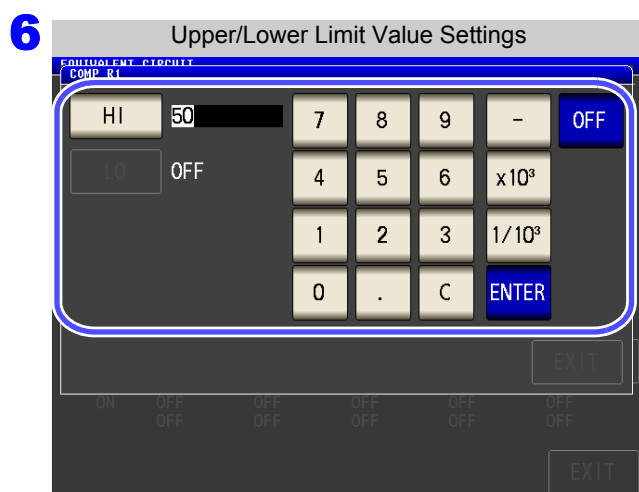 6
Upper/Lower Limit Value Settings
EQUIVALENT CIRCUIT
COMP R1
HI 50 7 8 9 - OFF
LO OFF 4 5 6 x10³
1 2 3 1/10³
0 . C ENTER
EXIT
ON OFF OFF OFF OFF OFF
OFF OFF OFF OFF OFF
EXIT